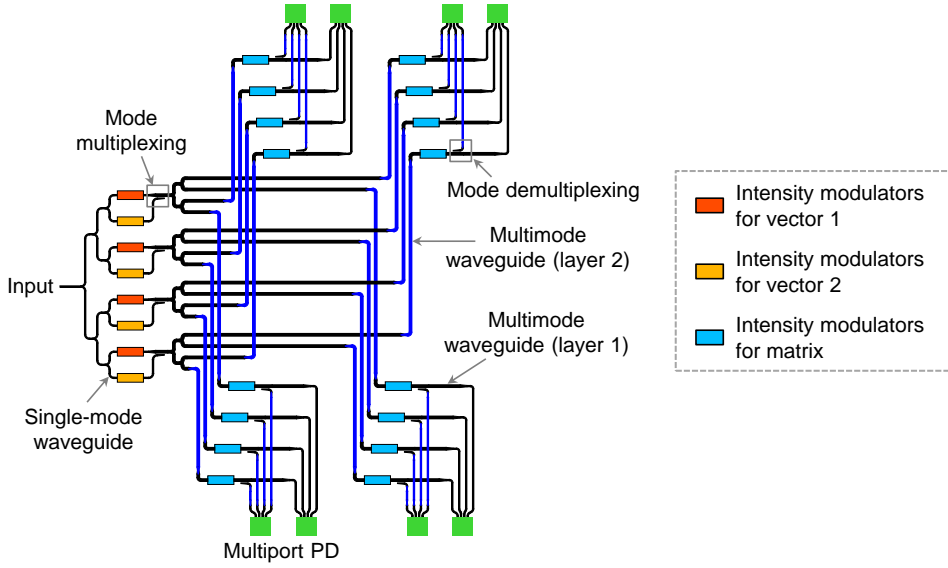 Mode
multiplexing
Mode demultiplexing
Multimode
waveguide (layer 2)
Input
Multimode
waveguide (layer 1)
Single-mode
waveguide
Multiport PD
Intensity modulators
for vector 1
Intensity modulators
for vector 2
Intensity modulators
for matrix